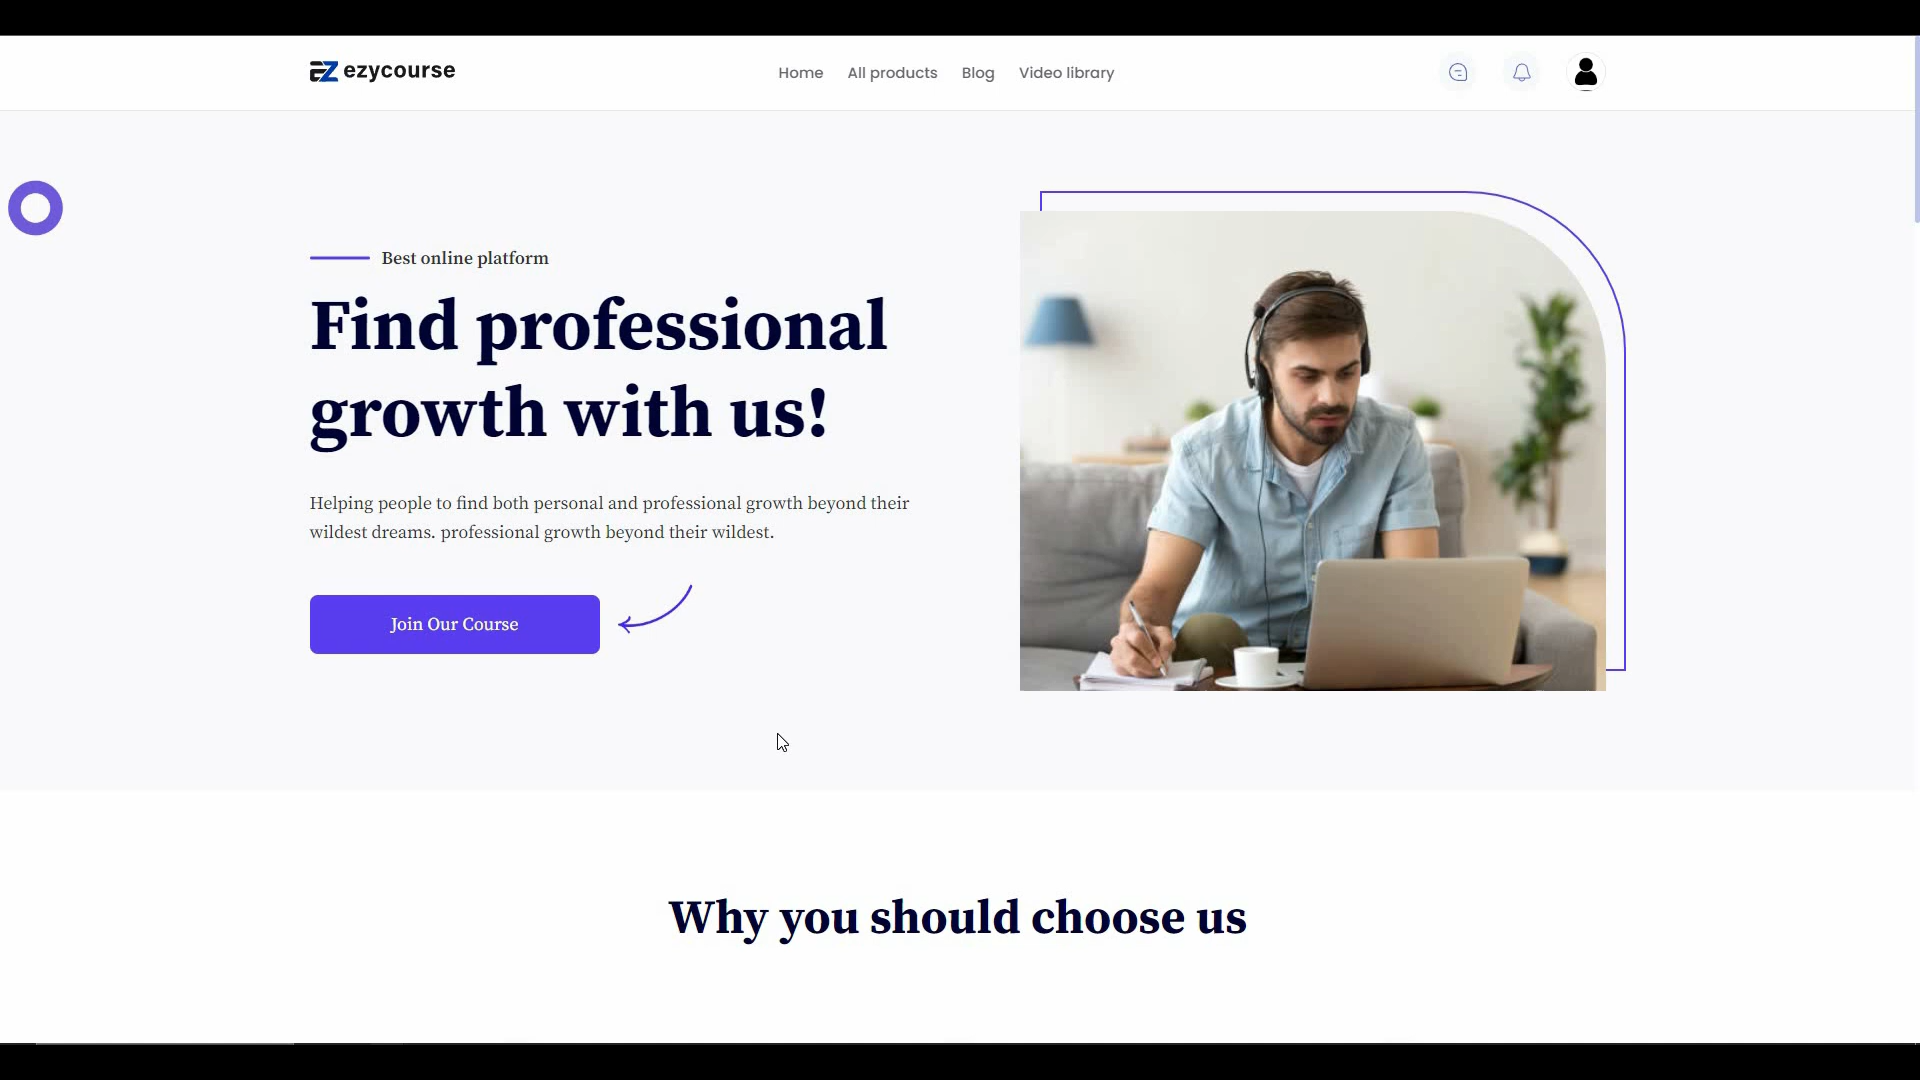 ezycourse
Home All products Blog Video library
Best online platform
Find professional
growth with us!
Helping people to find both personal and professional growth beyond their
wildest dreams. professional growth beyond their wildest.
Join Our Course
Why you should choose us